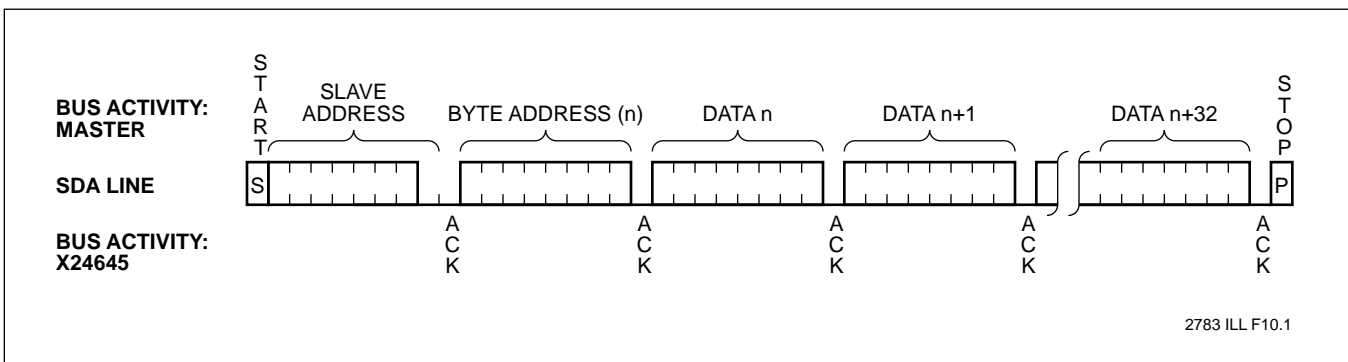 START
SLAVE
ADDRESS
BUS ACTIVITY:
MASTER
BYTE ADDRESS (n)
DATA n
DATA n+1
DATA n+32
STOP
SDA LINE
S
P
BUS ACTIVITY:
X24645
ACK
ACK
ACK
ACK
ACK
2783 ILL F10.1